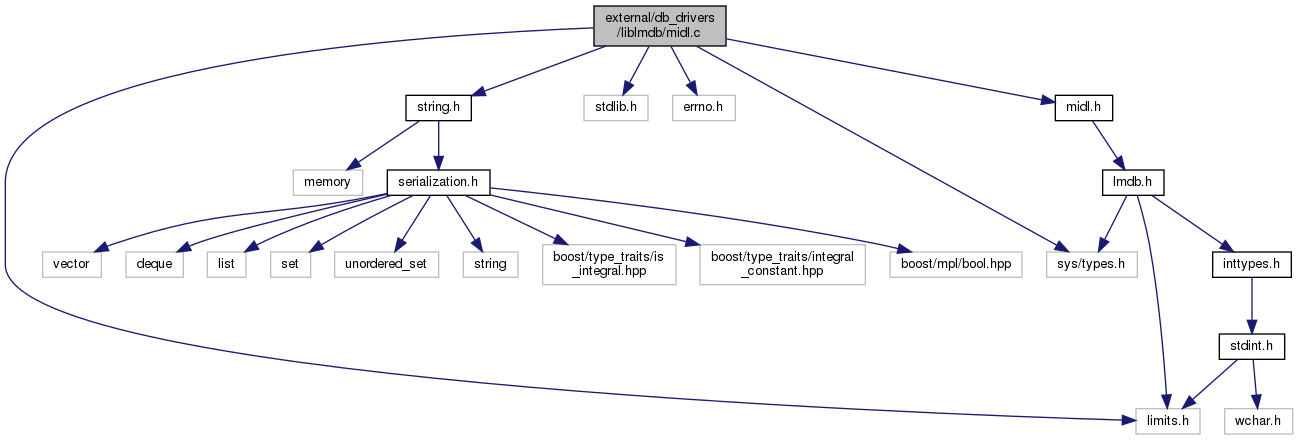 external/db_drivers
/liblmdb/midl.c
string.h
stdlib.h
errno.h
midl.h
memory
serialization.h
lmdb.h
vector
deque
list
set
unordered_set
string
boost/type_traits/is
_integral.hpp
boost/type_traits/integral
_constant.hpp
boost/mpl/bool.hpp
sys/types.h
inttypes.h
stdint.h
limits.h
wchar.h